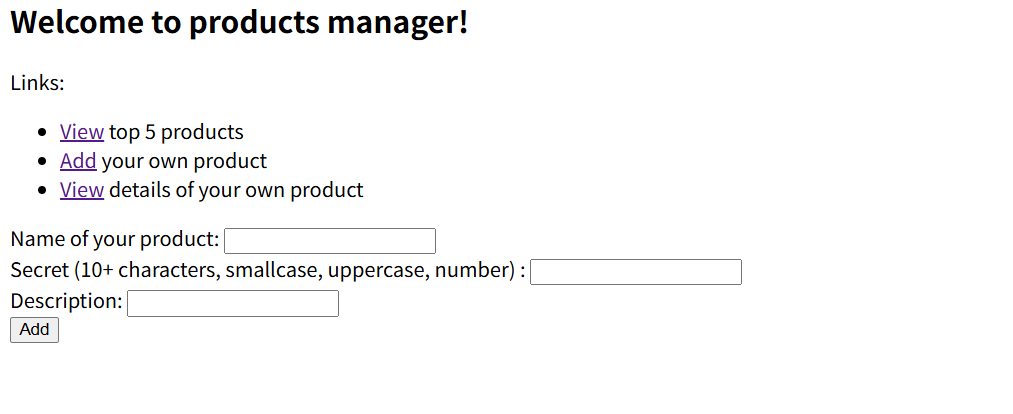 Welcome to products manager!
Links:
View top 5 products
Add your own product
View details of your own product
Name of your product:
Secret (10+ characters, smallcase, uppercase, number) :
Description:
Add